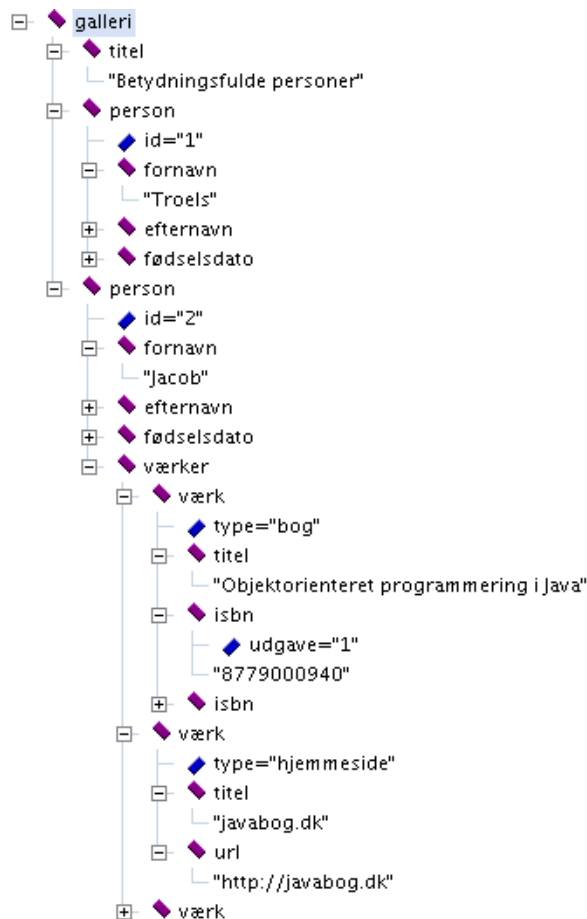 galleri
titel
"Betydningsfulde personer"
person
id="1"
fornavn
"Troels"
efternavn
fødselsdato
person
id="2"
fornavn
"Jacob"
efternavn
fødselsdato
værker
værk
type="bog"
titel
"Objektorienteret programmering i Java"
isbn
udgave="1"
"8779000940"
isbn
værk
type="hjemmeside"
titel
"javabog.dk"
url
"http://javabog.dk"
værk